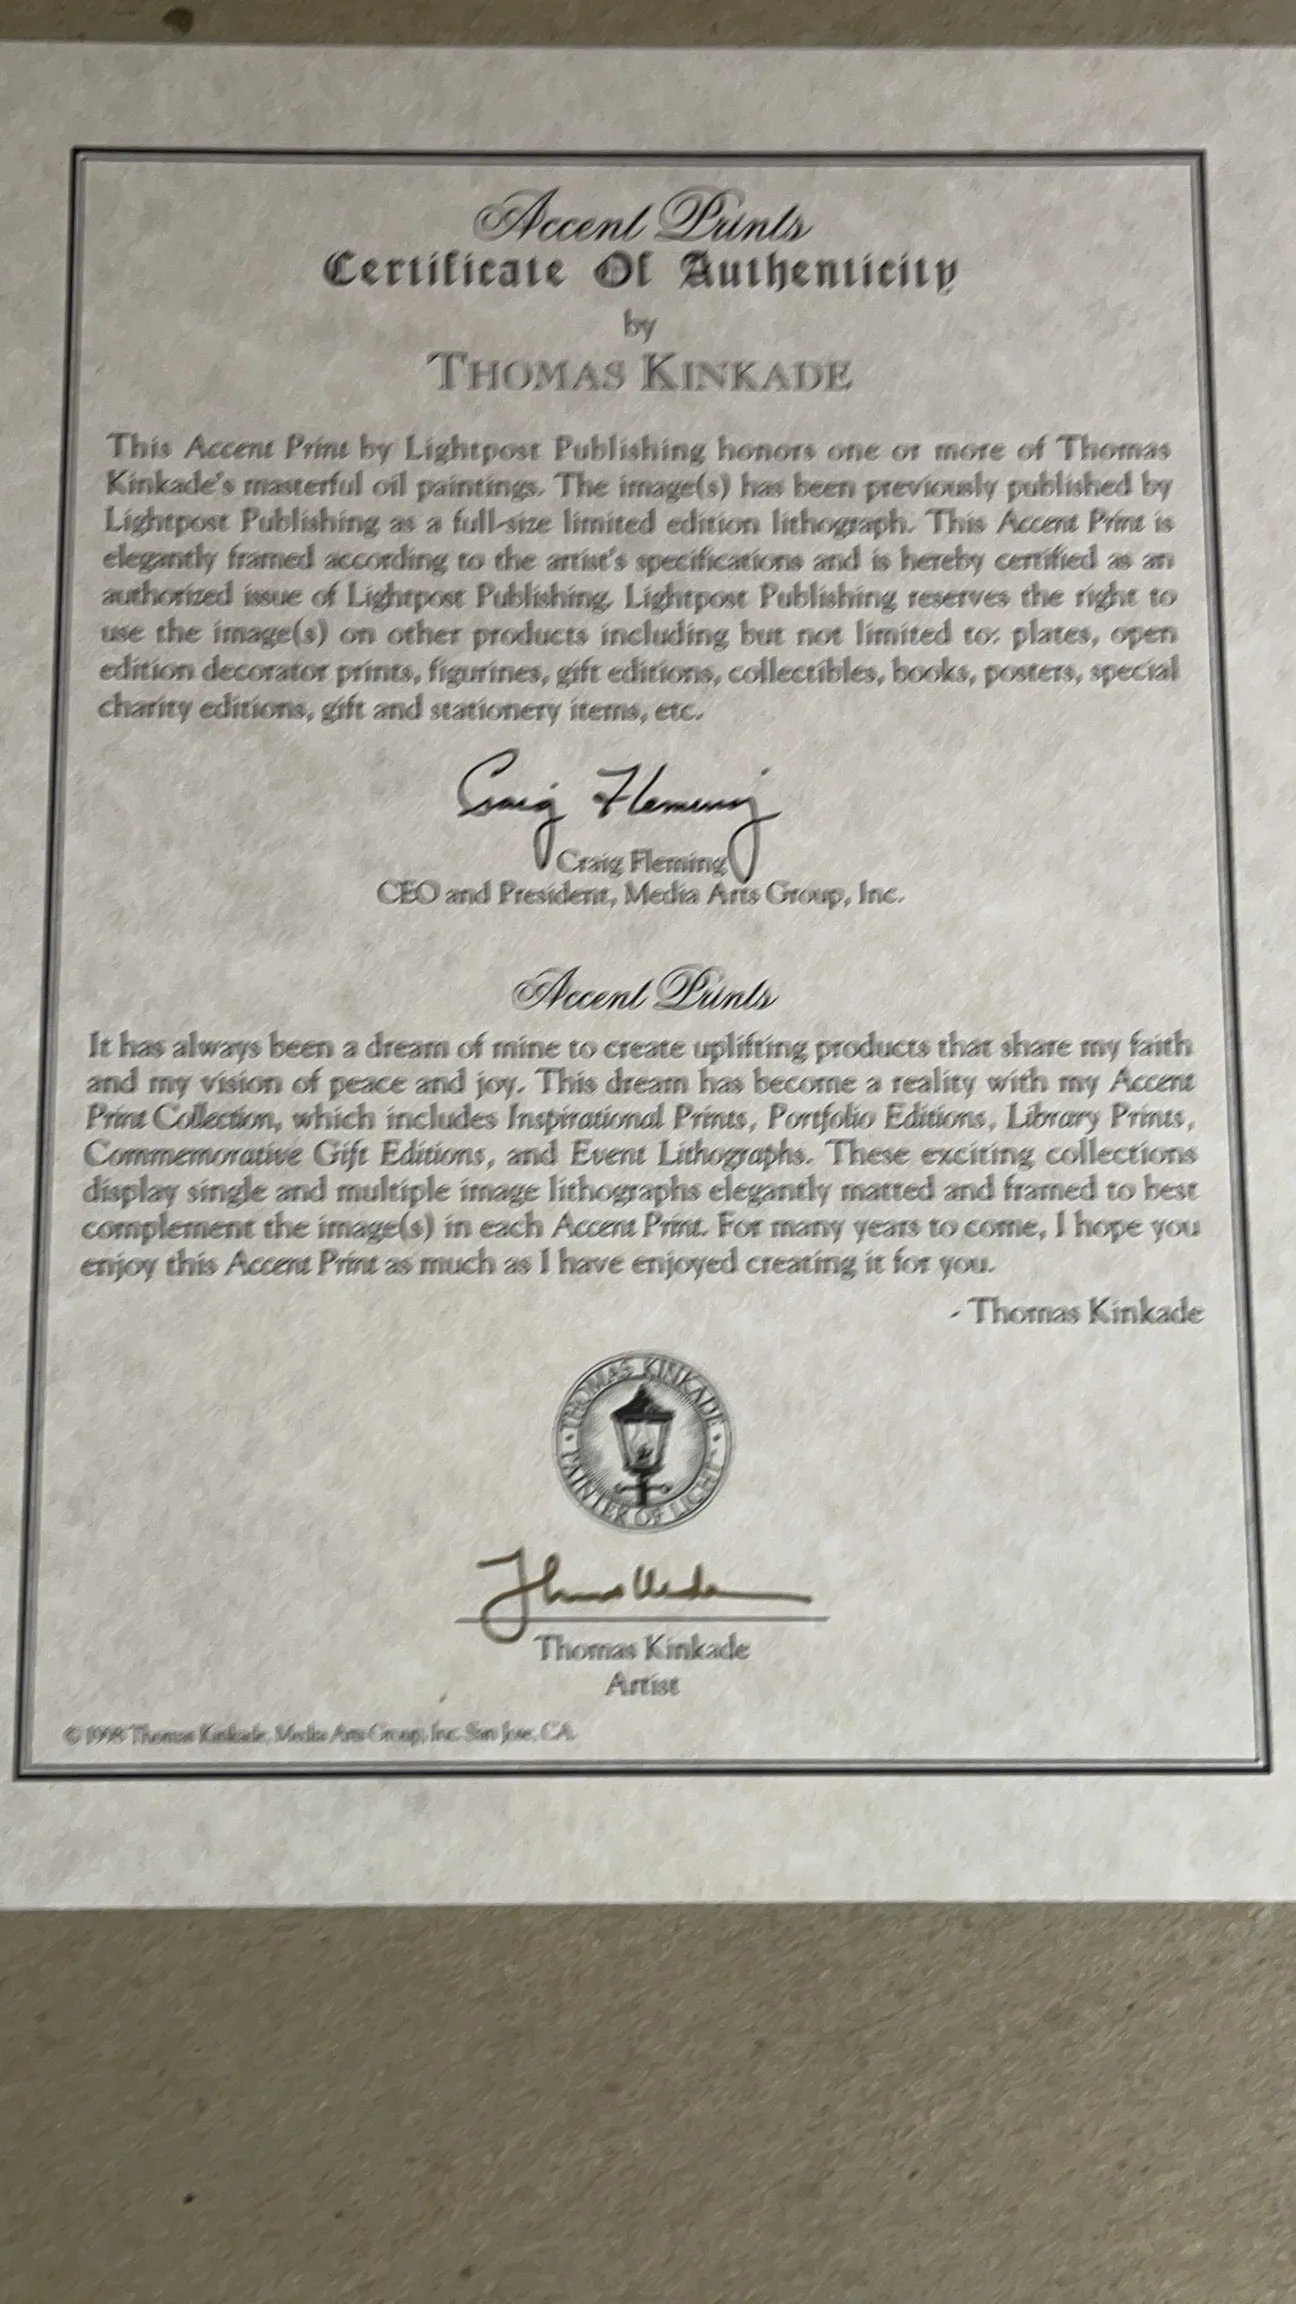 Accent Prints
Certificate Of Authenticity
by
THOMAS KINKADE
This Accent Print by Lightpost Publishing honors one or more of Thomas
Kinkade's masterful oil paintings. The image(s) has been previously published by
Lightpost Publishing as a full-size limited edition lithograph. This Accent Print is
elegantly framed according to the artist's specifications and is hereby certified as an
authorized issue of Lightpost Publishing. Lightpost Publishing reserves the right to
use the image(s) on other products including but not limited to: plates, open
edition decorator prints, figurines, gift editions, collectibles, books, posters, special
charity editions, gift and stationery items, etc.
Craig Fleming
Craig Fleming
CEO and President, Media Arts Group, Inc.
Accent Prints
It has always been a dream of mine to create uplifting products that share my faith
and my vision of peace and joy. This dream has become a reality with my Accent
Print Collection, which includes Inspirational Prints, Portfolio Editions, Library Prints,
Commemorative Gift Editions, and Event Lithographs. These exciting collections
display single and multiple image lithographs elegantly matted and framed to best
complement the image(s) in each Accent Print. For many years to come, I hope you
enjoy this Accent Print as much as I have enjoyed creating it for you.
- Thomas Kinkade
· THOMAS KINKADE ·
PAINTER OF LIGHT
Thomas Kinkade
Artist
© 1998 Thomas Kinkade, Media Arts Group, Inc. San Jose, CA.